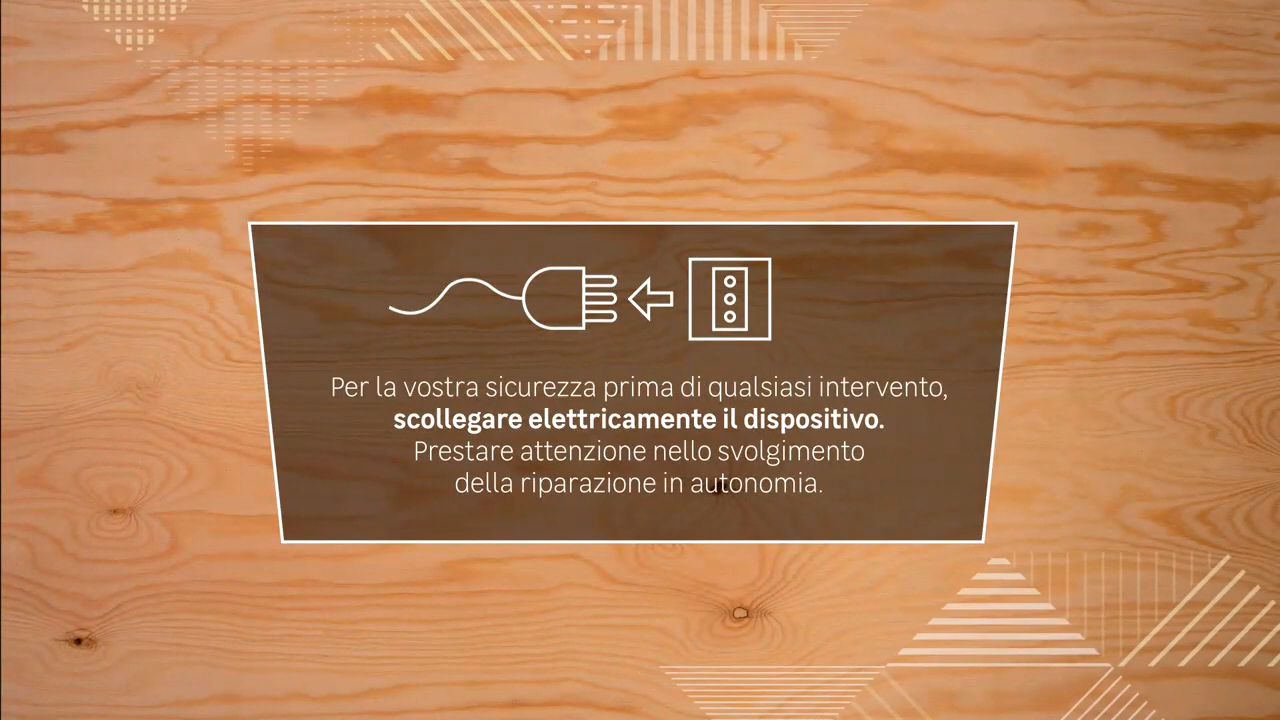 Per la vostra sicurezza prima di qualsiasi intervento,
scollegare elettricamente il dispositivo.
Prestare attenzione nello svolgimento
della riparazione in autonomia.